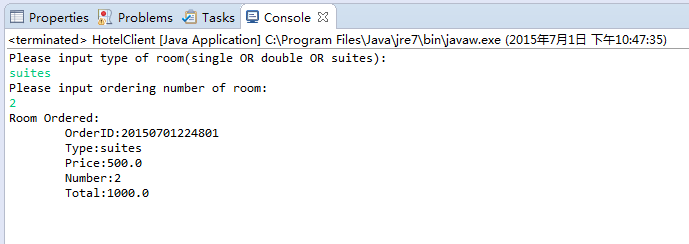 Properties Problems Tasks Console
<terminated> HotelClient [Java Application] C:\Program Files\Java\jre7\bin\javaw.exe (2015年7月1日 下午10:47:35)
Please input type of room(single OR double OR suites):
suites
Please input ordering number of room:
2
Room Ordered:
OrderID:20150701224801
Type:suites
Price:500.0
Number:2
Total:1000.0